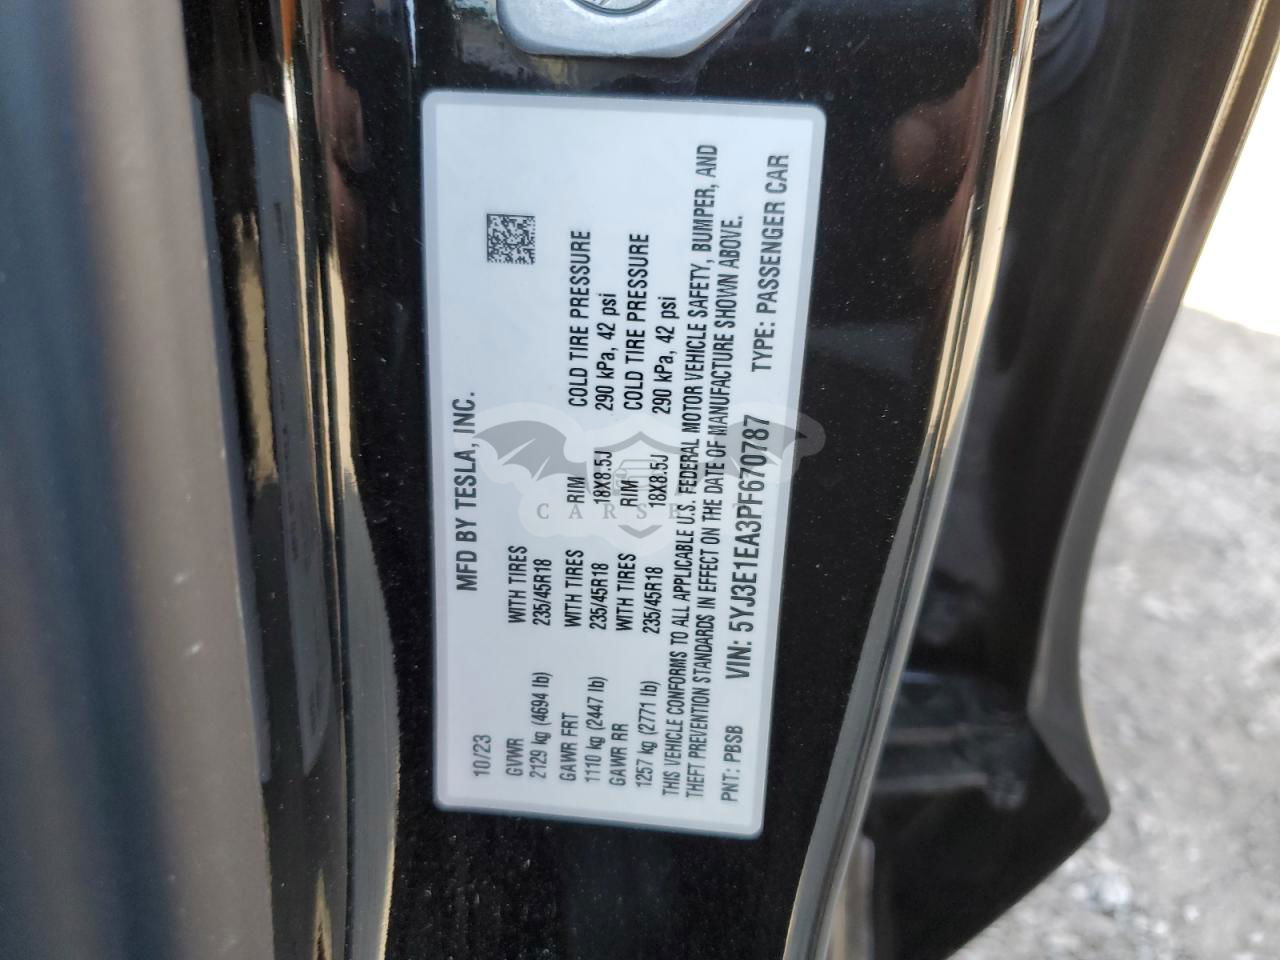 MFD BY TESLA, INC.
10/23
GVWR WITH TIRES
2129 kg (4694 lb) 235/45R18
GAWR FRT WITH TIRES RIM COLD TIRE PRESSURE
1110 kg (2447 lb) 235/45R18 18X8.5J 290 kPa, 42 psi
GAWR RR WITH TIRES RIM COLD TIRE PRESSURE
1257 kg (2771 lb) 235/45R18 18X8.5J 290 kPa, 42 psi
THIS VEHICLE CONFORMS TO ALL APPLICABLE U.S. FEDERAL MOTOR VEHICLE SAFETY, BUMPER, AND
THEFT PREVENTION STANDARDS IN EFFECT ON THE DATE OF MANUFACTURE SHOWN ABOVE.
PNT: PBSB VIN: 5YJ3E1EA3PF670787 TYPE: PASSENGER CAR